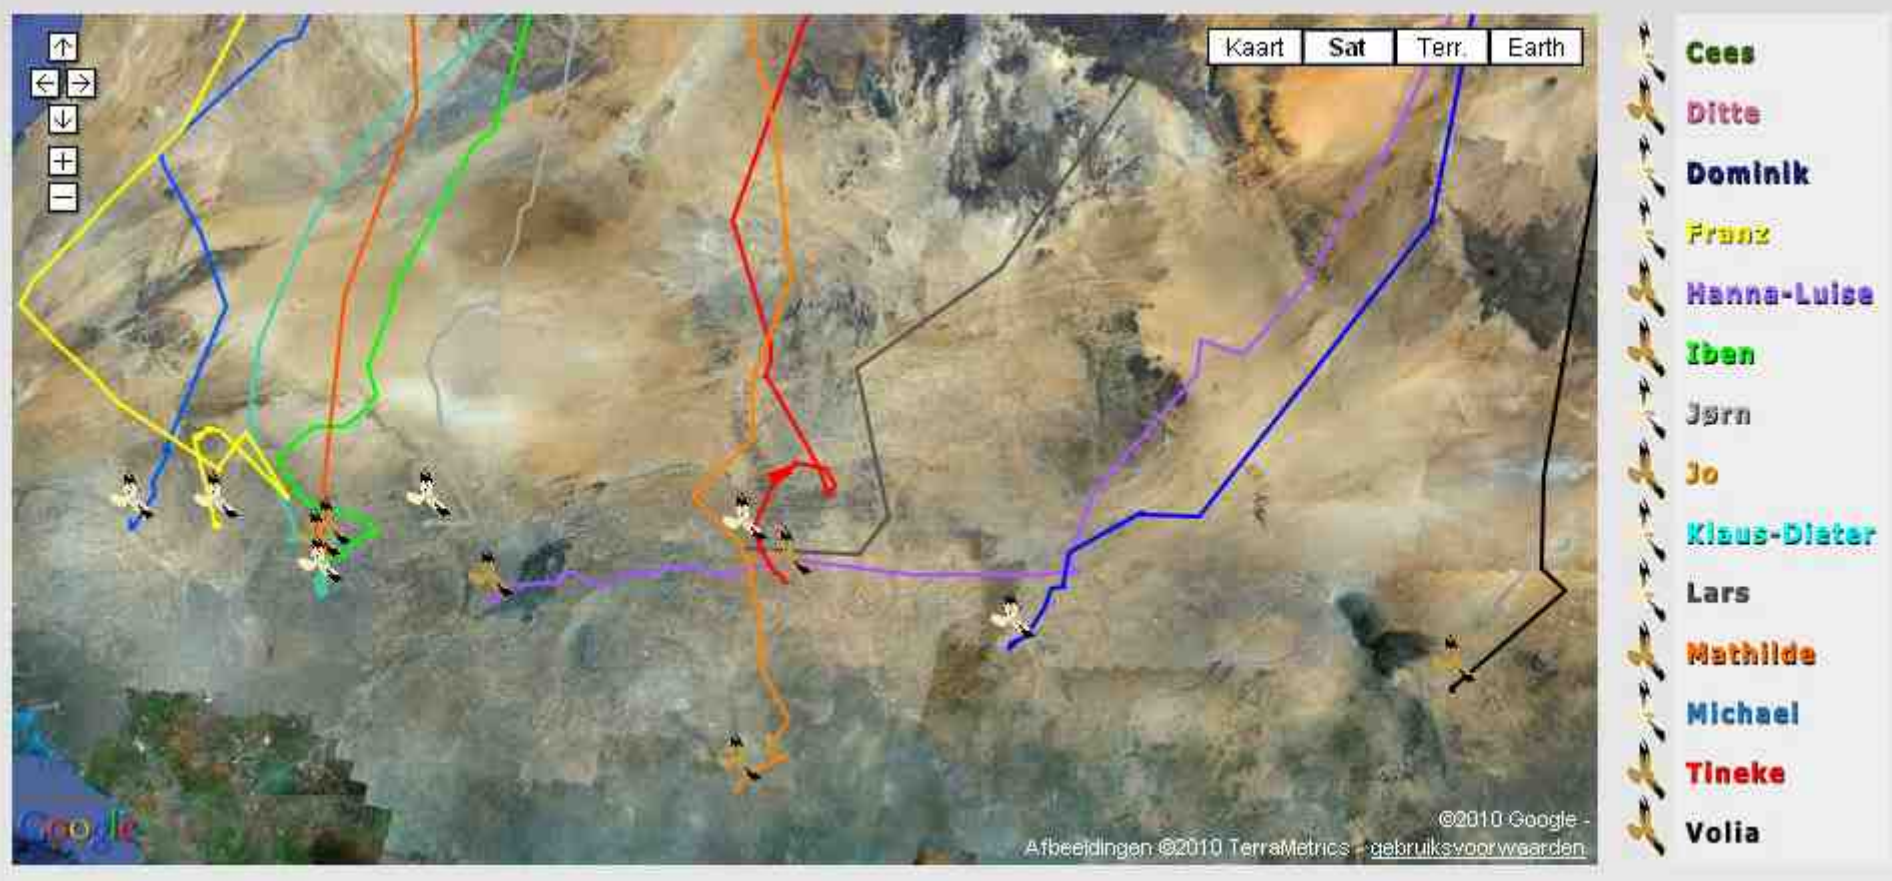 Kaart
Sat
Terr.
Earth
Cees
Ditte
Dominik
Franz
Hanna-Luise
Iben
Jørn
Jo
Klaus-Dieter
Lars
Mathilde
Michael
Tineke
Volia
Google
©2010 Google -
Afbeeldingen ©2010 TerraMetrics - gebruiksvoorwaarden